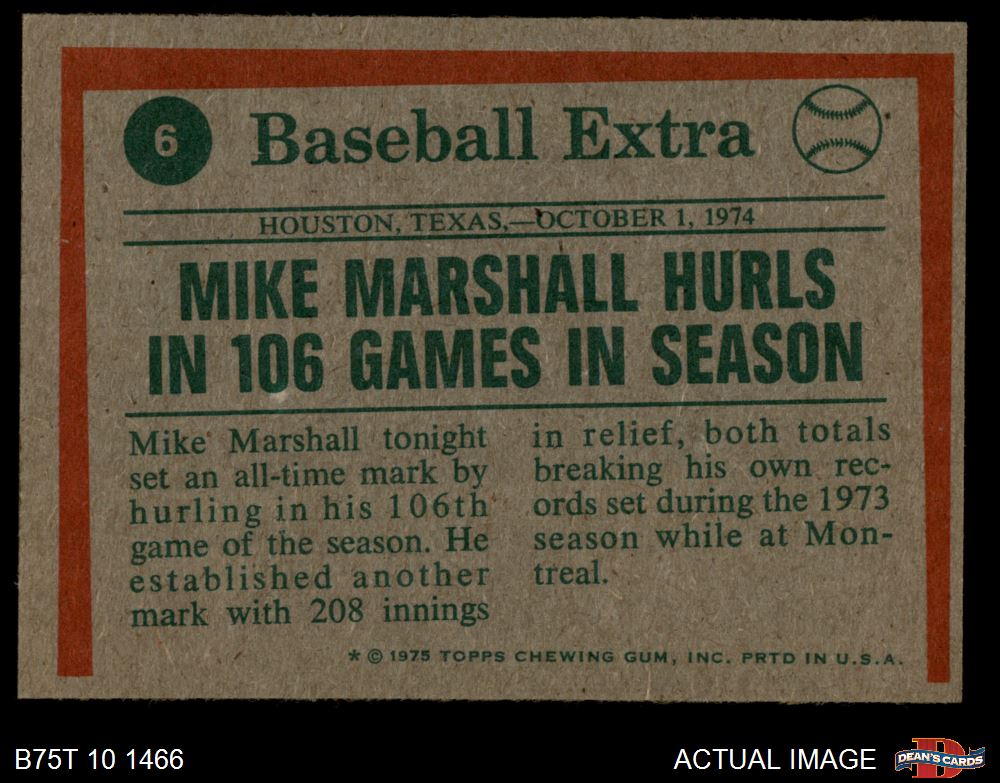 6
Baseball Extra
HOUSTON, TEXAS,—OCTOBER 1, 1974
MIKE MARSHALL HURLS
IN 106 GAMES IN SEASON
Mike Marshall tonight
set an all-time mark by
hurling in his 106th
game of the season. He
established another
mark with 208 innings
in relief, both totals
breaking his own rec-
ords set during the 1973
season while at Mon-
treal.
* © 1975 TOPPS CHEWING GUM, INC. PRTD IN U.S.A.
B75T 10 1466
ACTUAL IMAGE
D
DEAN'S CARDS